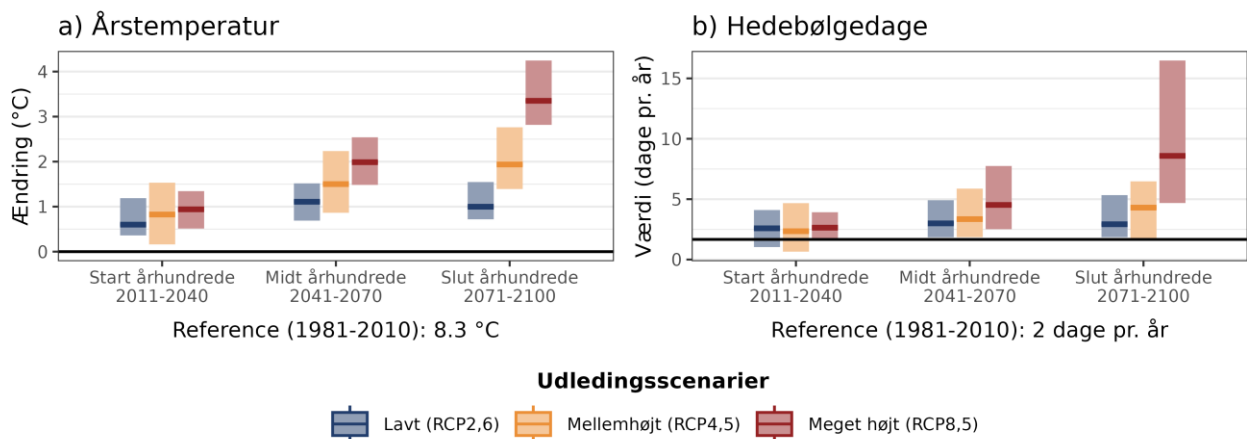 a) Årstemperatur
Ændring (°C)
4
3
2
1
0
Start århundrede
2011-2040
Midt århundrede
2041-2070
Slut århundrede
2071-2100
Reference (1981-2010): 8.3 °C
b) Hedebølgedage
Værdi (dage pr. år)
15
10
5
0
Start århundrede
2011-2040
Midt århundrede
2041-2070
Slut århundrede
2071-2100
Reference (1981-2010): 2 dage pr. år
Udledingsscenarier
Lavt (RCP2,6)
Mellemhøjt (RCP4,5)
Meget højt (RCP8,5)